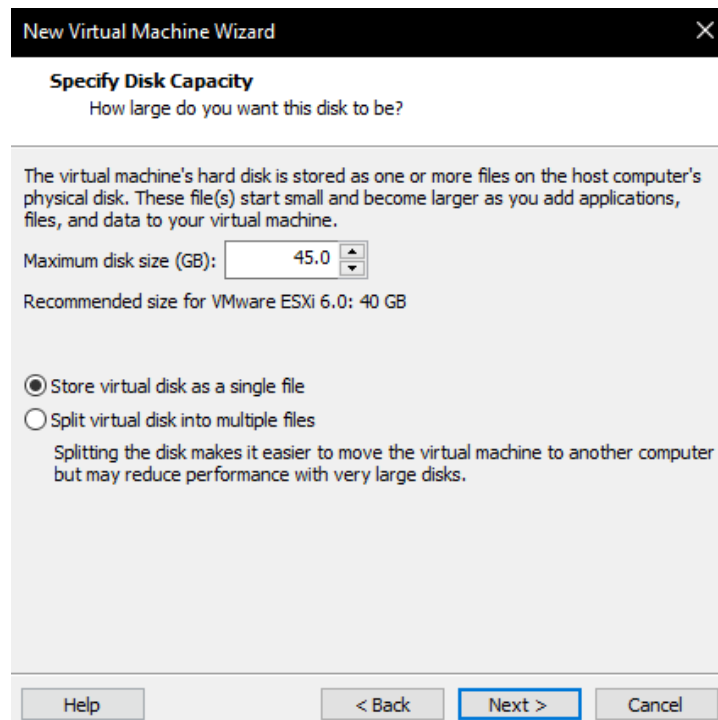 New Virtual Machine Wizard
Specify Disk Capacity
How large do you want this disk to be?
The virtual machine's hard disk is stored as one or more files on the host computer's
physical disk. These file(s) start small and become larger as you add applications,
files, and data to your virtual machine.
Maximum disk size (GB): 45.0
Recommended size for VMware ESXi 6.0: 40 GB
Store virtual disk as a single file
Split virtual disk into multiple files
Splitting the disk makes it easier to move the virtual machine to another computer
but may reduce performance with very large disks.
Help < Back Next > Cancel